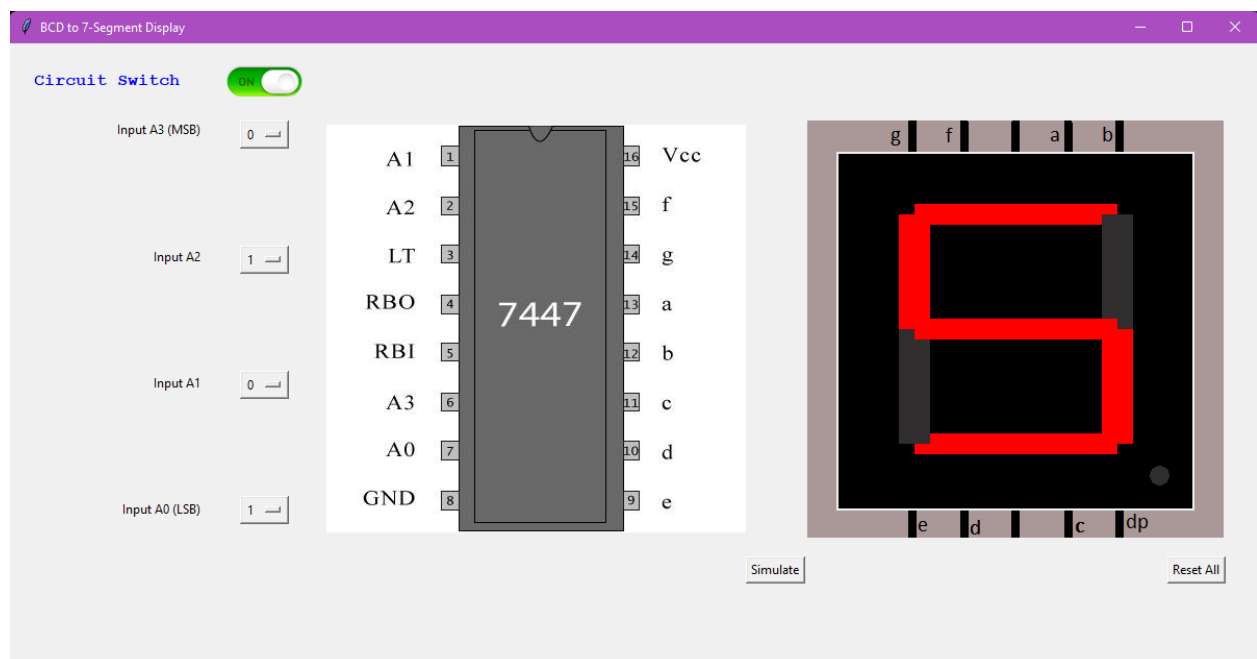 BCD to 7-Segment Display
Circuit Switch
ON
Input A3 (MSB) 0
Input A2 1
Input A1 0
Input A0 (LSB) 1
A1 1 16 Vcc
A2 2 15 f
LT 3 14 g
RBO 4 13 a
7447
RBI 5 12 b
A3 6 11 c
A0 7 10 d
GND 8 9 e
g f a b
e d c dp
Simulate
Reset All